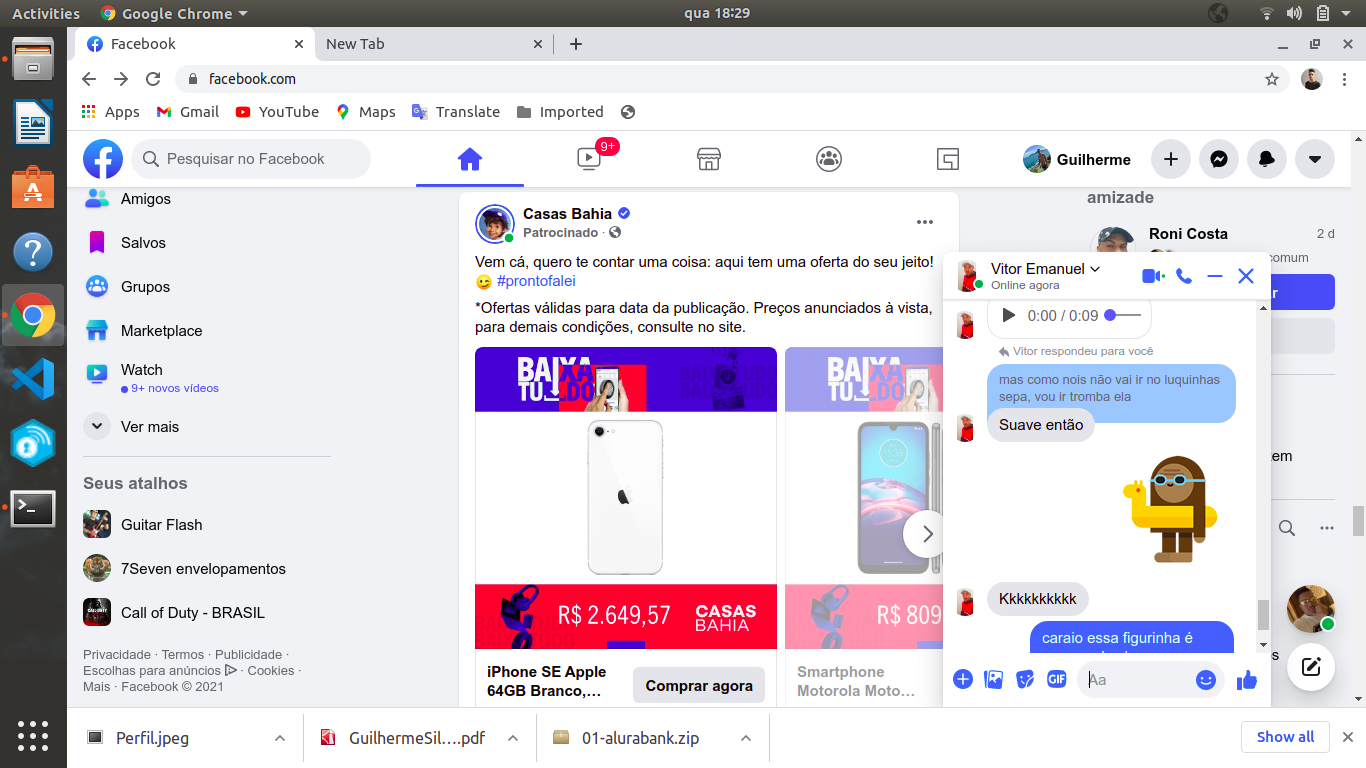 Activities
Google Chrome
qua 18:29
Facebook
New Tab
facebook.com
Apps
Gmail
YouTube
Maps
Translate
Imported
Pesquisar no Facebook
9+
Guilherme
Amigos
Salvos
Grupos
Marketplace
Watch
9+ novos vídeos
Ver mais
Seus atalhos
Guitar Flash
7Seven envelopamentos
Call of Duty - BRASIL
Privacidade · Termos · Publicidade ·
Escolhas para anúncios · Cookies ·
Mais · Facebook © 2021
Casas Bahia
Patrocinado ·
Vem cá, quero te contar uma coisa: aqui tem uma oferta do seu jeito!
😉 #prontofalei
*Ofertas válidas para data da publicação. Preços anunciados à vista,
para demais condições, consulte no site.
BAIXA
TUDO
R$ 2.649,57
CASAS
BAHIA
iPhone SE Apple
64GB Branco,…
Comprar agora
BAIXA
TUDO
R$ 809
Smartphone
Motorola Moto…
amizade
Roni Costa
2 d
comum
r
Vitor Emanuel
Online agora
0:00 / 0:09
Vitor respondeu para você
mas como nois não vai ir no luquinhas
sepa, vou ir tromba ela
Suave então
Kkkkkkkkkk
caraio essa figurinha é
GIF
Aa
Perfil.jpeg
GuilhermeSil….pdf
01-alurabank.zip
Show all